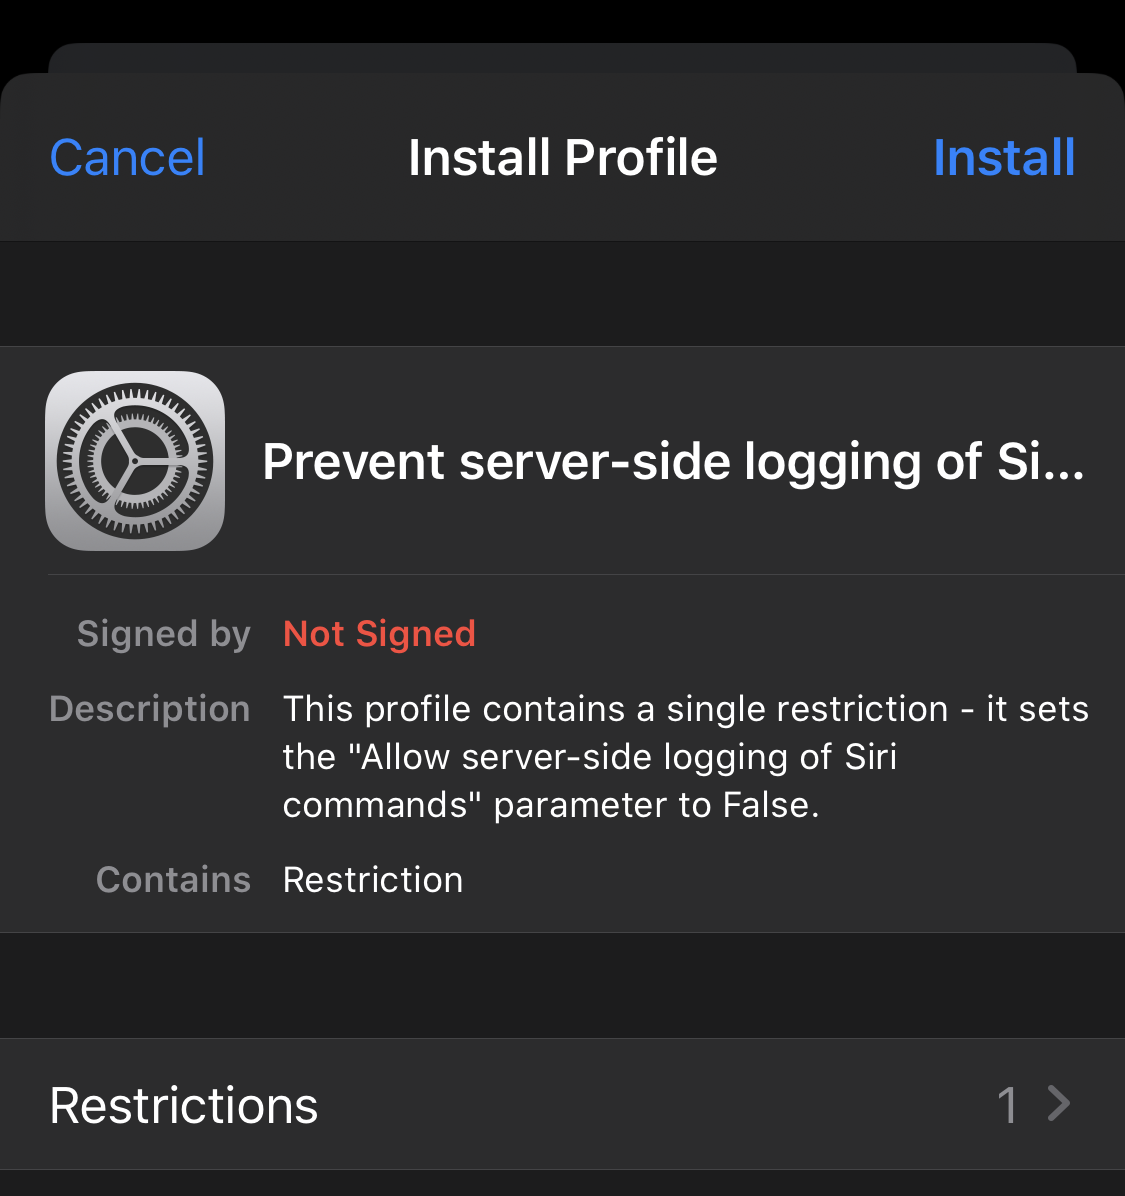 Cancel Install Profile Install
Prevent server-side logging of Si...
Signed by Not Signed
Description This profile contains a single restriction - it sets
the "Allow server-side logging of Siri
commands" parameter to False.
Contains Restriction
Restrictions 1